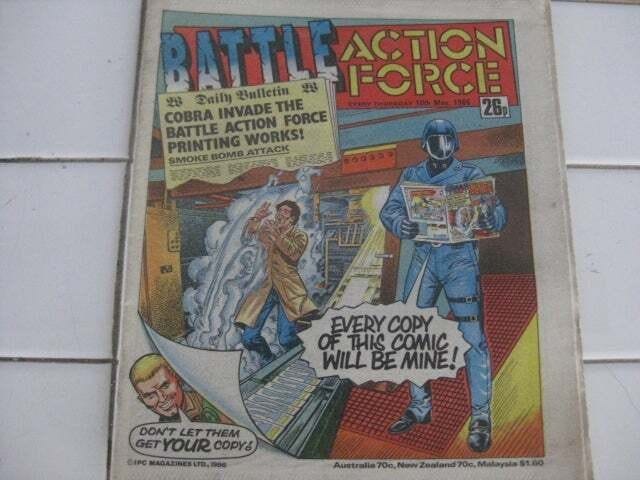 BATTLE ACTION
FORCE
EVERY THURSDAY 10th May 1986
26p
Daily Bulletin
COBRA INVADE THE
BATTLE ACTION FORCE
PRINTING WORKS!
SMOKE BOMB ATTACK
EVERY COPY
OF THIS COMIC
WILL BE MINE!
DON'T LET THEM
GET YOUR COPY!
©IPC MAGAZINES LTD., 1986
Australia 70c, New Zealand 70c, Malaysia $1.60